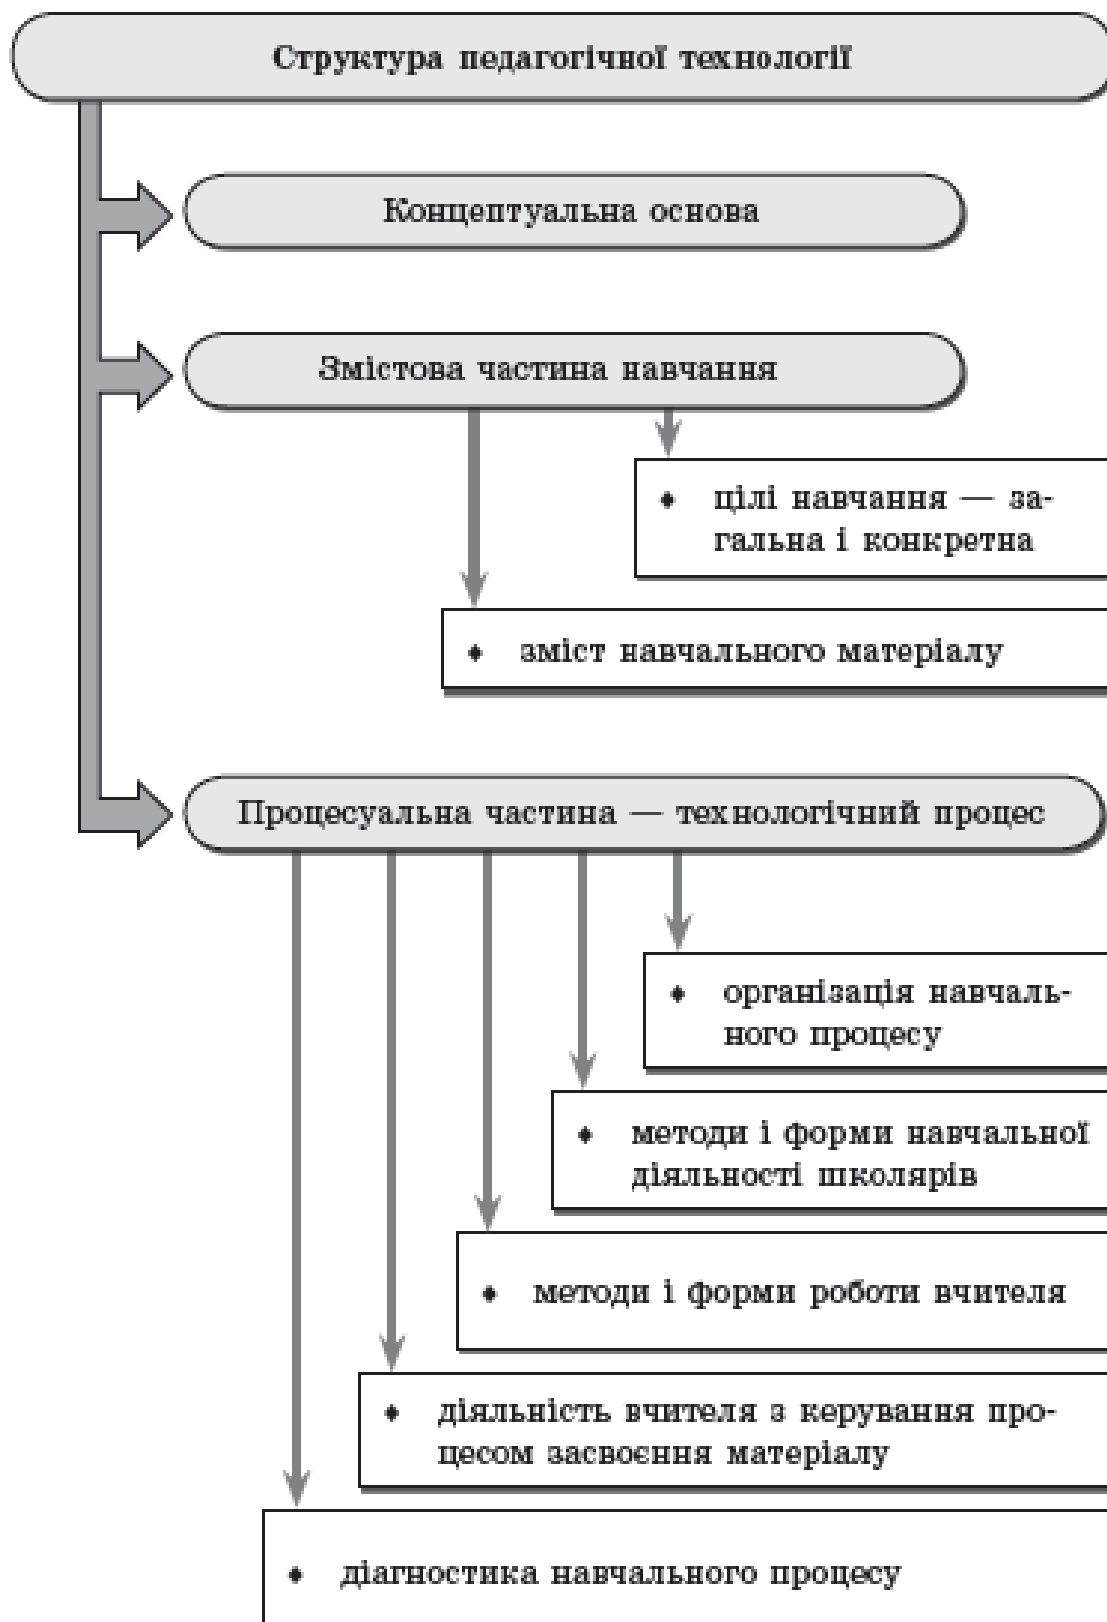 Структура педагогічної технології
Концептуальна основа
Змістова частина навчання
♦ цілі навчання — за-
гальна і конкретна
♦ зміст навчального матеріалу
Процесуальна частина — технологічний процес
♦ організація навчаль-
ного процесу
♦ методи і форми навчальної
діяльності школярів
♦ методи і форми роботи вчителя
♦ діяльність вчителя з керування про-
цесом засвоєння матеріалу
♦ діагностика навчального процесу